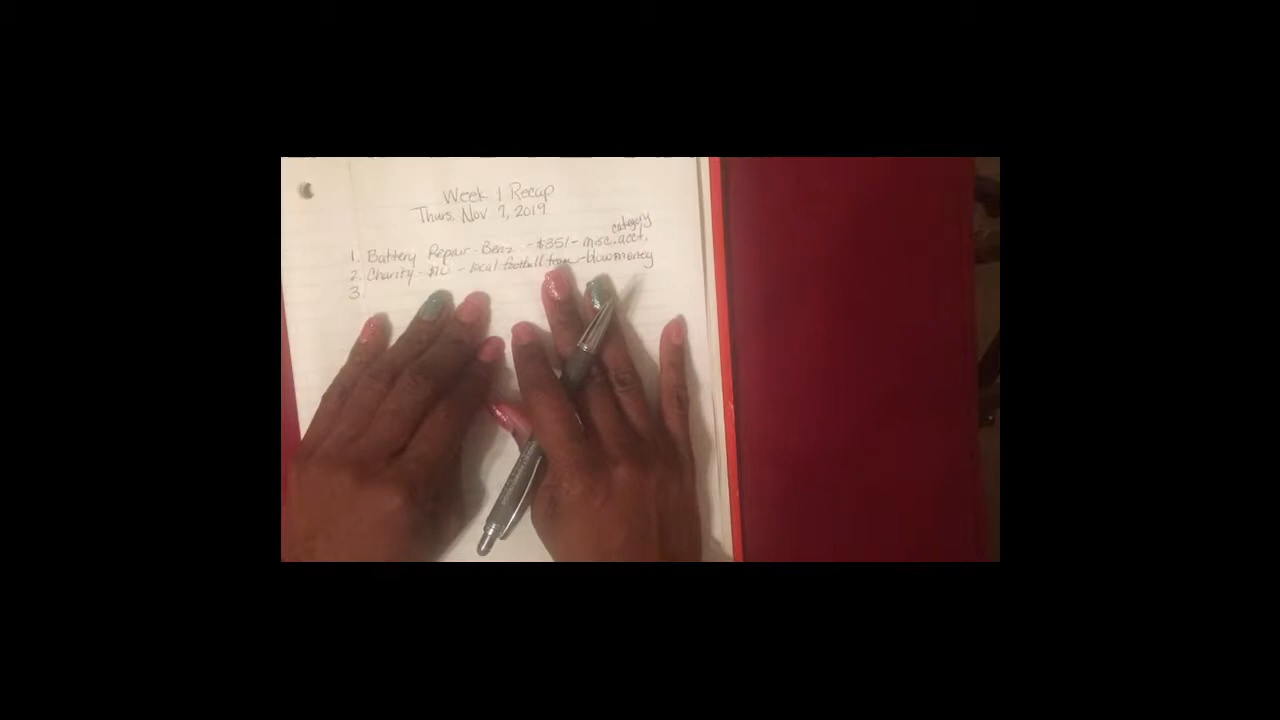 Week 1 Recap
Thurs. Nov 7, 2019
category
1. Battery Repair - Benz - $351 - misc. acct.
2. Charity - $10 - local football team - blow money
3.